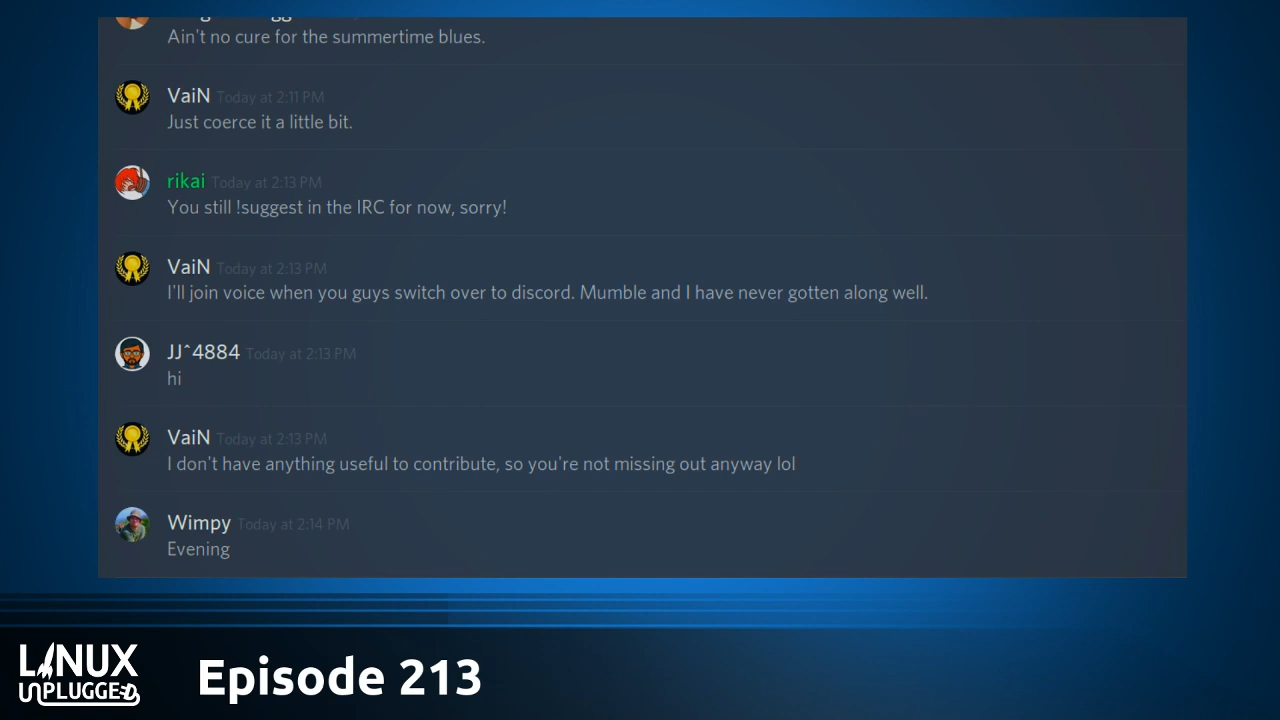 Ain't no cure for the summertime blues.
VaiN Today at 2:11 PM
Just coerce it a little bit.
rikai Today at 2:13 PM
You still !suggest in the IRC for now, sorry!
VaiN Today at 2:13 PM
I'll join voice when you guys switch over to discord. Mumble and I have never gotten along well.
JJ^4884 Today at 2:13 PM
hi
VaiN Today at 2:13 PM
I don't have anything useful to contribute, so you're not missing out anyway lol
Wimpy Today at 2:14 PM
Evening
LINUX
UNPLUGGED
Episode 213